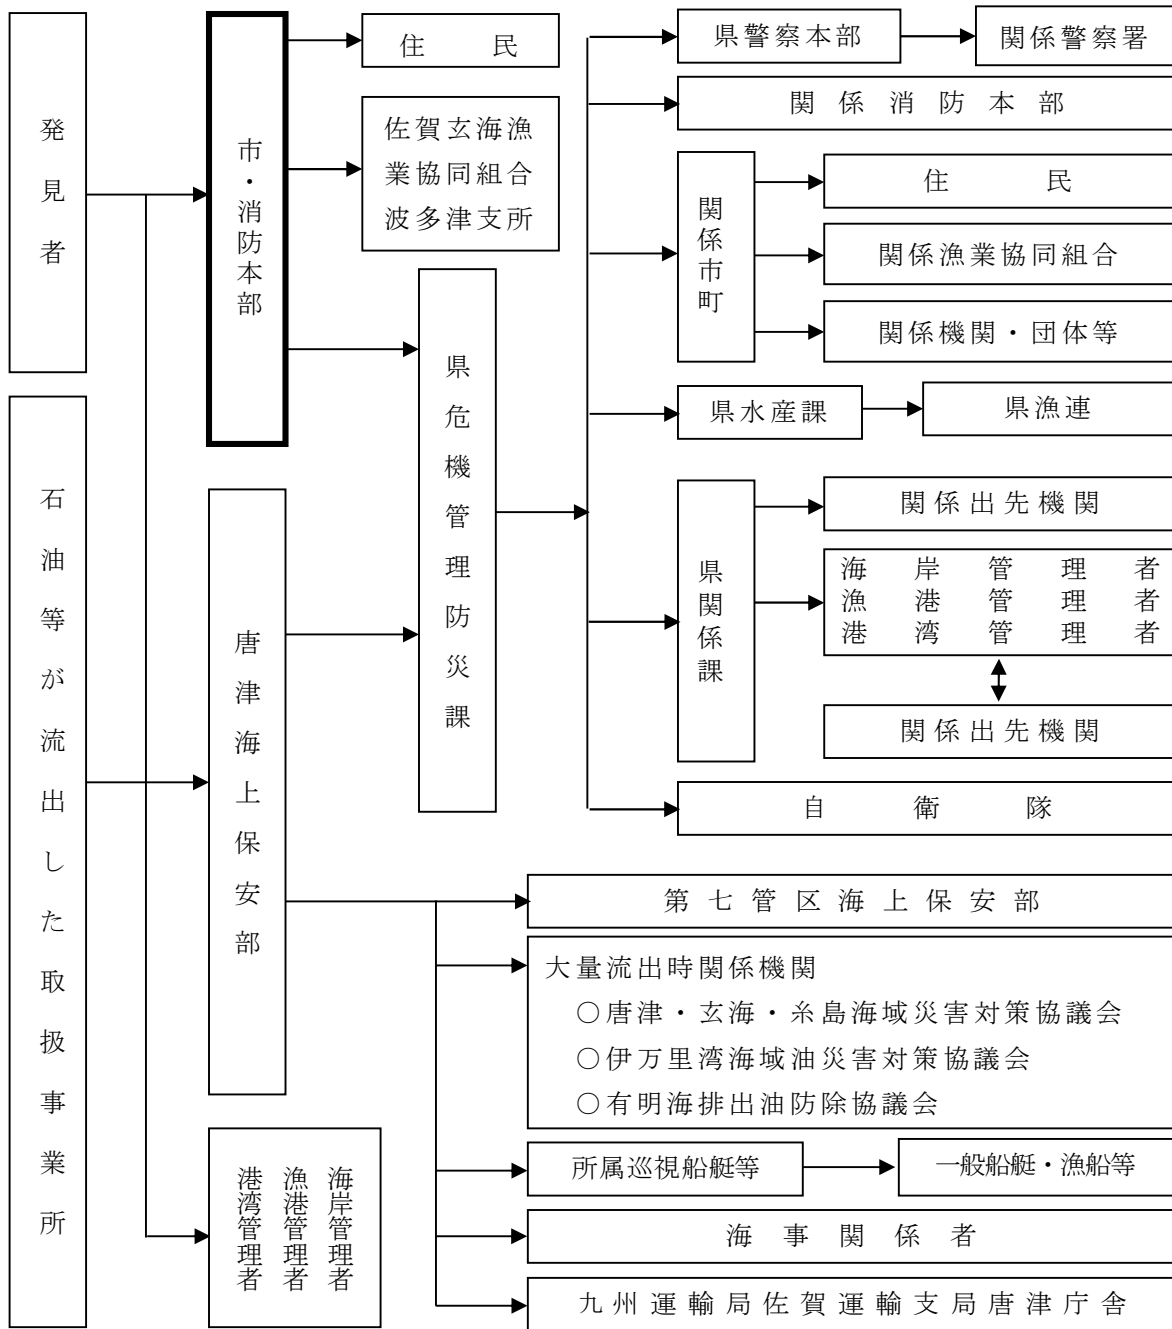 発見者
石油等が流出した取扱事業所
市・消防本部
唐津海上保安部
海岸管理者
漁港管理者
港湾管理者
住民
佐賀玄海漁
業協同組合
波多津支所
県危機管理防災課
県警察本部
関係警察署
関係消防本部
関係市町
住民
関係漁業協同組合
関係機関・団体等
県水産課
県漁連
県関係課
関係出先機関
海岸管理者
漁港管理者
港湾管理者
関係出先機関
自衛隊
第七管区海上保安部
大量流出時関係機関
○唐津・玄海・糸島海域災害対策協議会
○伊万里湾海域油災害対策協議会
○有明海排出油防除協議会
所属巡視船艇等
一般船艇・漁船等
海事関係者
九州運輸局佐賀運輸支局唐津庁舎